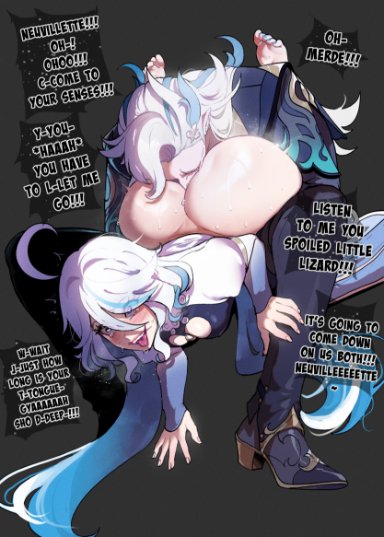 NEUVILLETTE!!!
OH-!
OHOO!!!
C-COME TO
YOUR SENSES!!!
OH-
MERDE!!!
Y-YOU-
*HAAAH*
YOU HAVE
TO L-LET ME
GO!!!
LISTEN
TO ME YOU
SPOILED LITTLE
LIZARD!!!
IT'S GOING TO
COME DOWN
ON US BOTH!!!
NEUVILLEEEEETTE
~
W-WAIT
J-JUST HOW
LONG IS YOUR
T-TONGUE-
GYAAAAAAH
SHO D-DEEP-!!!